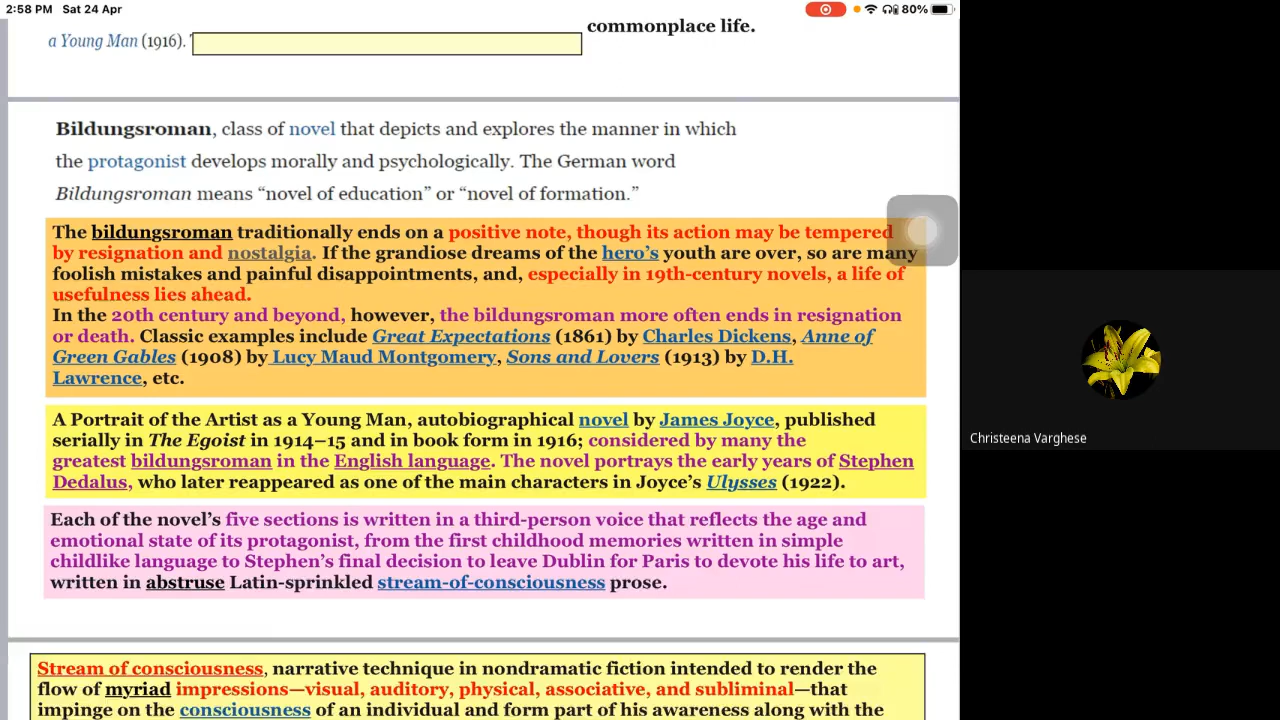 2:58 PM Sat 24 Apr
80%
commonplace life.
a Young Man (1916).
Bildungsroman, class of novel that depicts and explores the manner in which
the protagonist develops morally and psychologically. The German word
Bildungsroman means “novel of education” or “novel of formation.”
The bildungsroman traditionally ends on a positive note, though its action may be tempered
by resignation and nostalgia. If the grandiose dreams of the hero’s youth are over, so are many
foolish mistakes and painful disappointments, and, especially in 19th-century novels, a life of
usefulness lies ahead.
In the 20th century and beyond, however, the bildungsroman more often ends in resignation
or death. Classic examples include Great Expectations (1861) by Charles Dickens, Anne of
Green Gables (1908) by Lucy Maud Montgomery, Sons and Lovers (1913) by D.H.
Lawrence, etc.
A Portrait of the Artist as a Young Man, autobiographical novel by James Joyce, published
serially in The Egoist in 1914–15 and in book form in 1916; considered by many the
greatest bildungsroman in the English language. The novel portrays the early years of Stephen
Dedalus, who later reappeared as one of the main characters in Joyce’s Ulysses (1922).
Each of the novel’s five sections is written in a third-person voice that reflects the age and
emotional state of its protagonist, from the first childhood memories written in simple
childlike language to Stephen’s final decision to leave Dublin for Paris to devote his life to art,
written in abstruse Latin-sprinkled stream-of-consciousness prose.
Stream of consciousness, narrative technique in nondramatic fiction intended to render the
flow of myriad impressions—visual, auditory, physical, associative, and subliminal—that
impinge on the consciousness of an individual and form part of his awareness along with the
Christeena Varghese